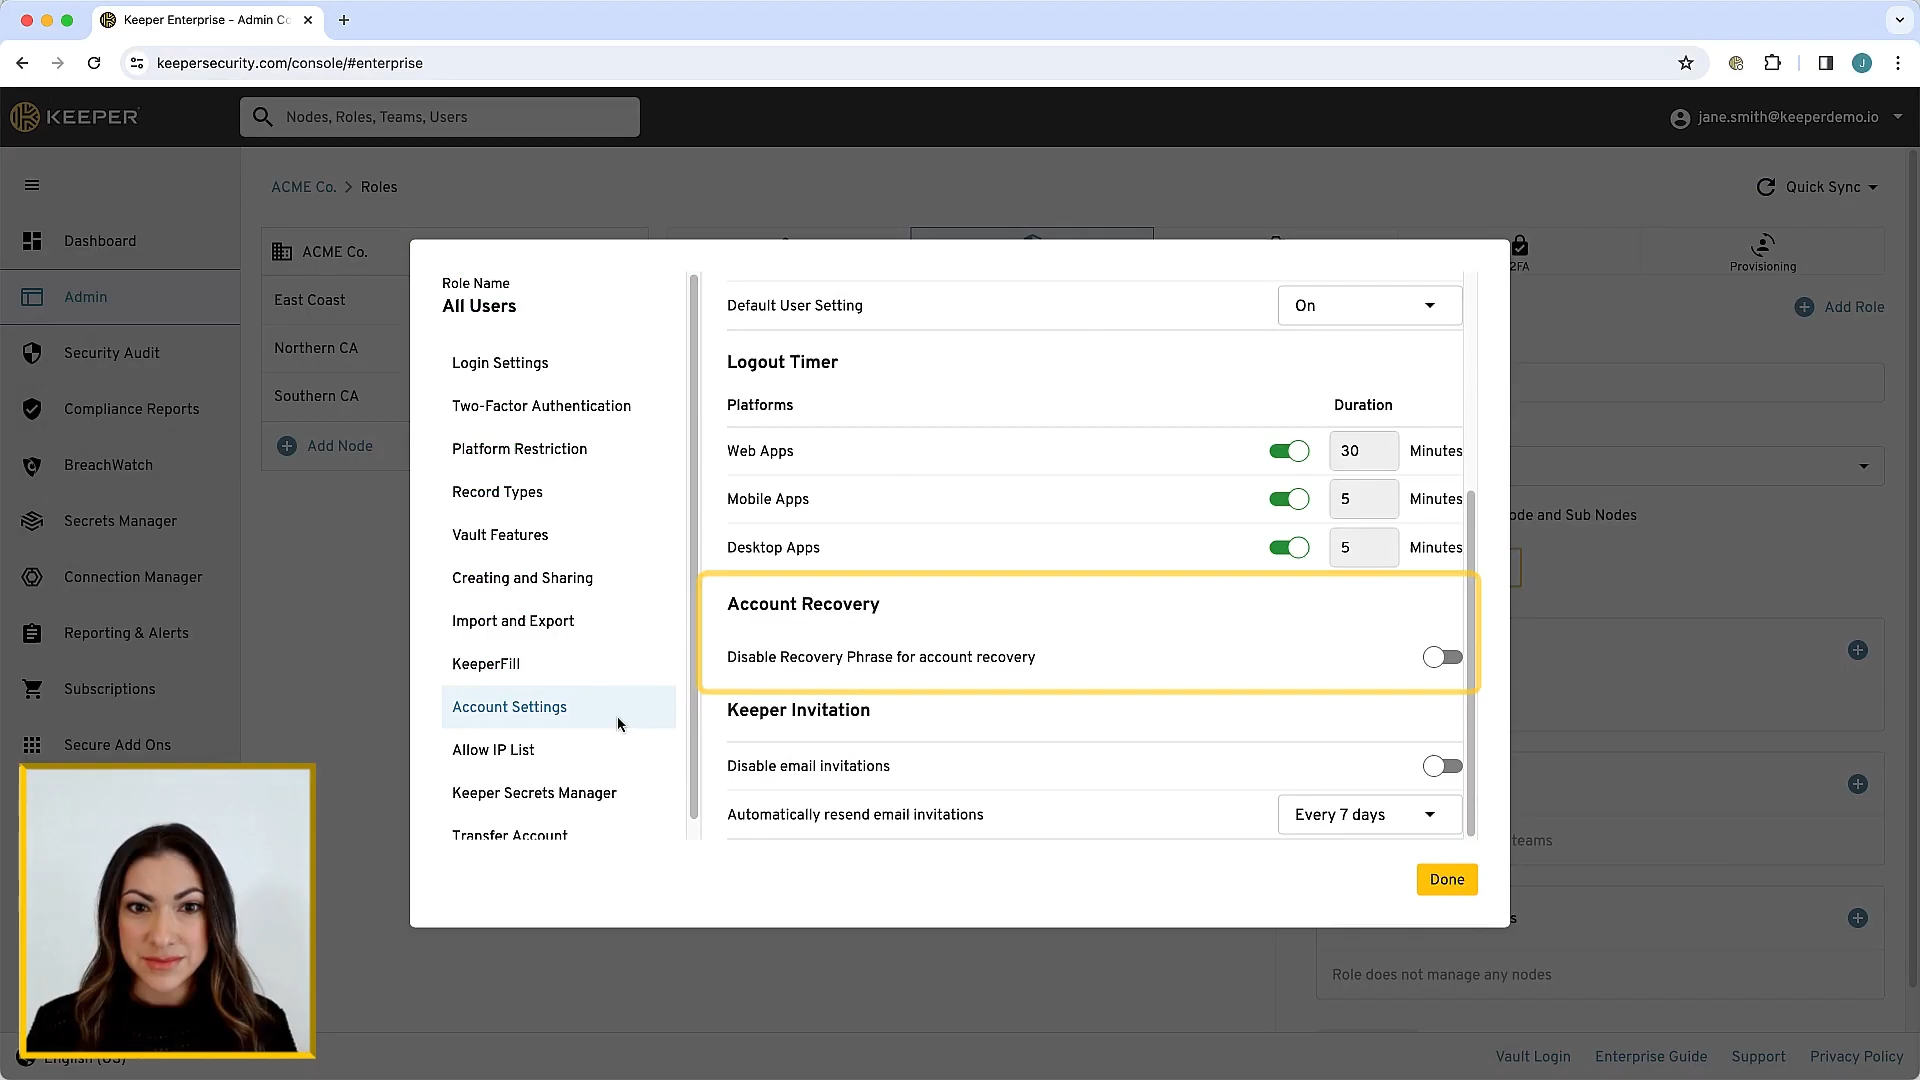 Keeper Enterprise - Admin Co
keepersecurity.com/console/#enterprise
J
KEEPER
Nodes, Roles, Teams, Users
jane.smith@keeperdemo.io
ACME Co. > Roles
Quick Sync
Dashboard
Admin
Security Audit
Compliance Reports
BreachWatch
Secrets Manager
Connection Manager
Reporting & Alerts
Subscriptions
Secure Add Ons
English (US)
ACME Co.
East Coast
Northern CA
Southern CA
Add Node
2FA
Provisioning
Add Role
ode and Sub Nodes
teams
s
Role does not manage any nodes
Role Name
All Users
Login Settings
Two-Factor Authentication
Platform Restriction
Record Types
Vault Features
Creating and Sharing
Import and Export
KeeperFill
Account Settings
Allow IP List
Keeper Secrets Manager
Transfer Account
Default User Setting On
Logout Timer
Platforms Duration
Web Apps 30 Minutes
Mobile Apps 5 Minutes
Desktop Apps 5 Minutes
Account Recovery
Disable Recovery Phrase for account recovery
Keeper Invitation
Disable email invitations
Automatically resend email invitations Every 7 days
Done
Vault Login Enterprise Guide Support Privacy Policy